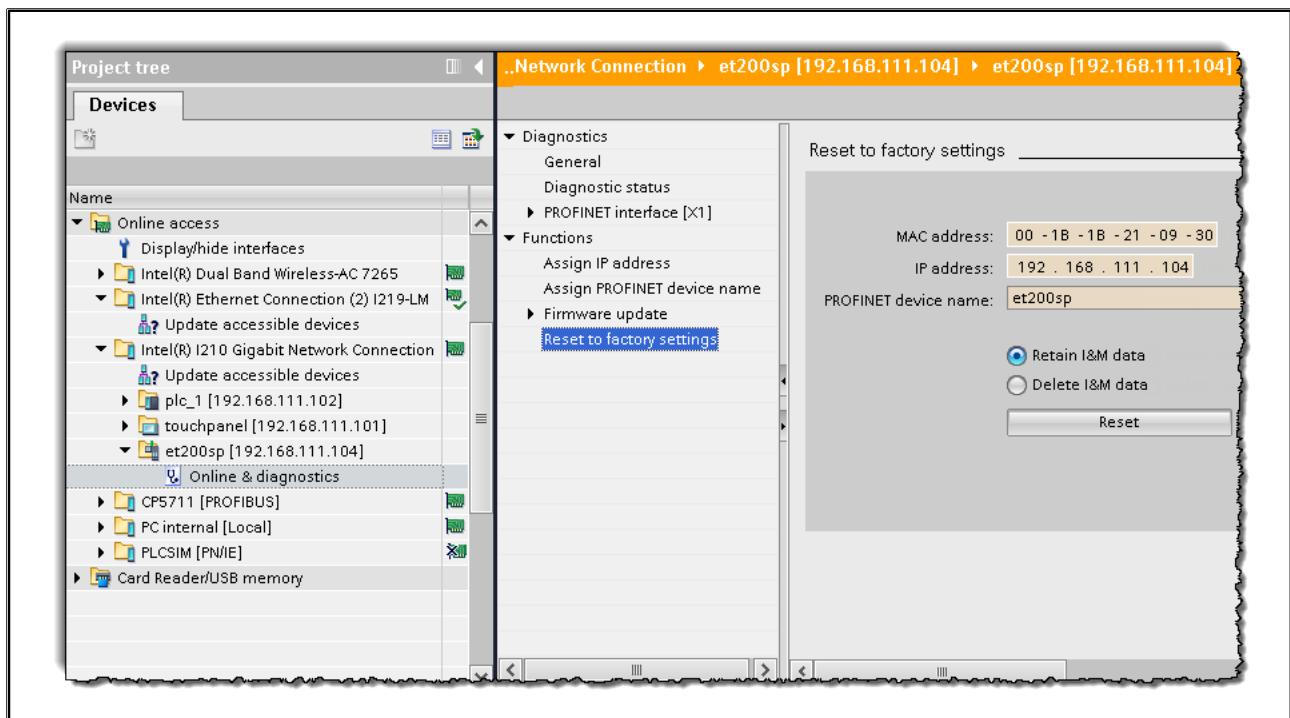 Project tree
Devices
Name
Online access
Display/hide interfaces
Intel(R) Dual Band Wireless-AC 7265
Intel(R) Ethernet Connection (2) I219-LM
Update accessible devices
Intel(R) I210 Gigabit Network Connection
Update accessible devices
plc_1 [192.168.111.102]
touchpanel [192.168.111.101]
et200sp [192.168.111.104]
Online & diagnostics
CP5711 [PROFIBUS]
PC internal [Local]
PLCSIM [PN/IE]
Card Reader/USB memory
..Network Connection ▸ et200sp [192.168.111.104] ▸ et200sp [192.168.111.104]
Diagnostics
General
Diagnostic status
PROFINET interface [X1]
Functions
Assign IP address
Assign PROFINET device name
Firmware update
Reset to factory settings
Reset to factory settings
MAC address: 00 - 1B - 1B - 21 - 09 - 30
IP address: 192 . 168 . 111 . 104
PROFINET device name: et200sp
Retain I&M data
Delete I&M data
Reset